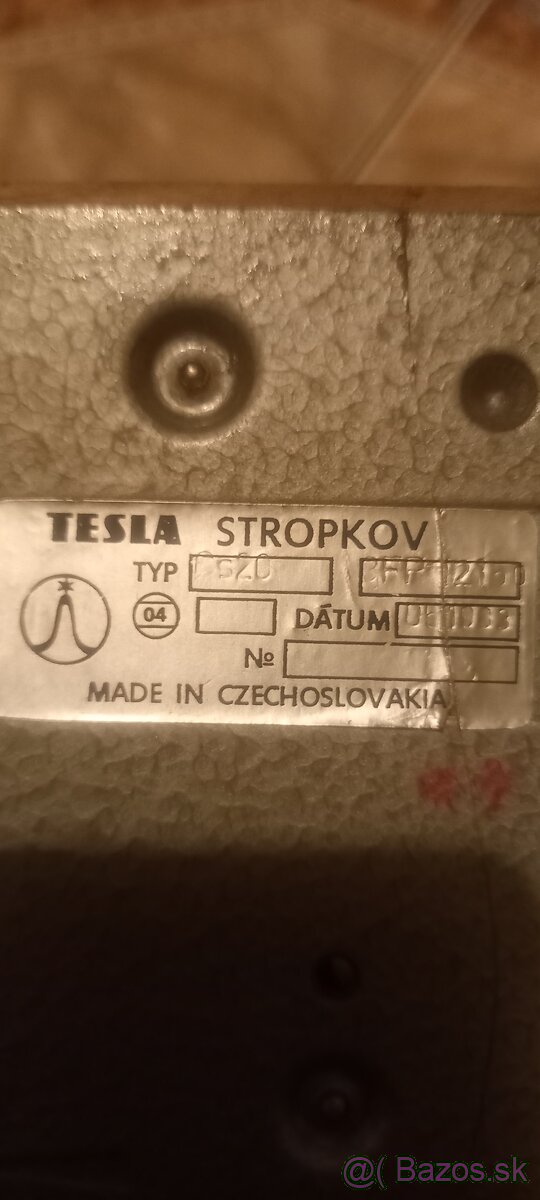 TESLA STROPKOV
TYP
04 DÁTUM
№
MADE IN CZECHOSLOVAKIA
@( Bazos.sk